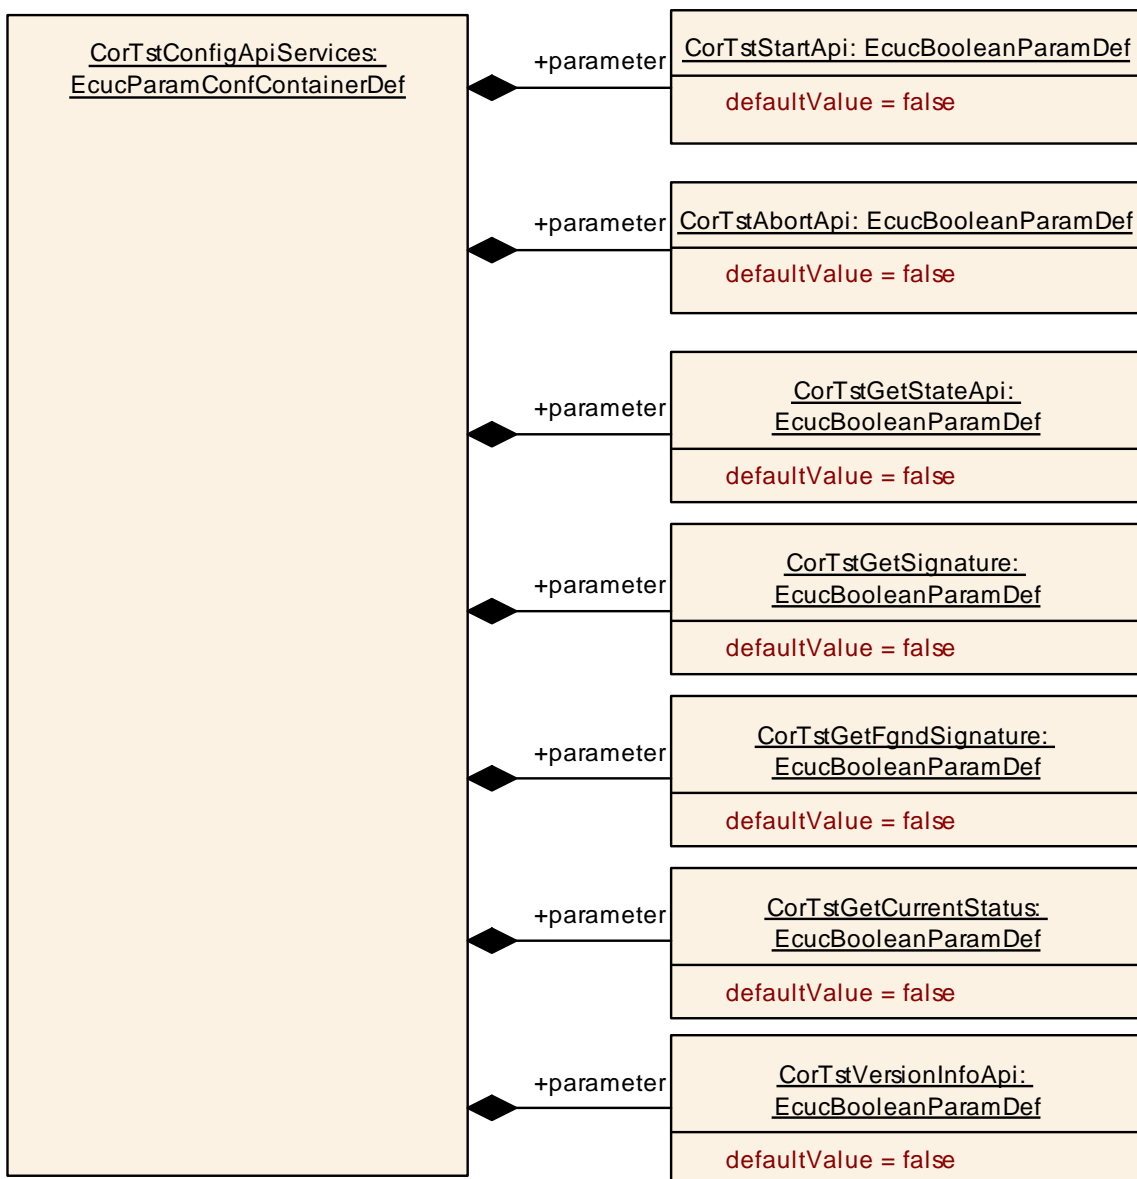 CorTstConfigApiServices:
EcucParamConfContainerDef
+parameter
CorTstStartApi: EcucBooleanParamDef
defaultValue = false
+parameter
CorTstAbortApi: EcucBooleanParamDef
defaultValue = false
+parameter
CorTstGetStateApi:
EcucBooleanParamDef
defaultValue = false
+parameter
CorTstGetSignature:
EcucBooleanParamDef
defaultValue = false
+parameter
CorTstGetFgndSignature:
EcucBooleanParamDef
defaultValue = false
+parameter
CorTstGetCurrentStatus:
EcucBooleanParamDef
defaultValue = false
+parameter
CorTstVersionInfoApi:
EcucBooleanParamDef
defaultValue = false